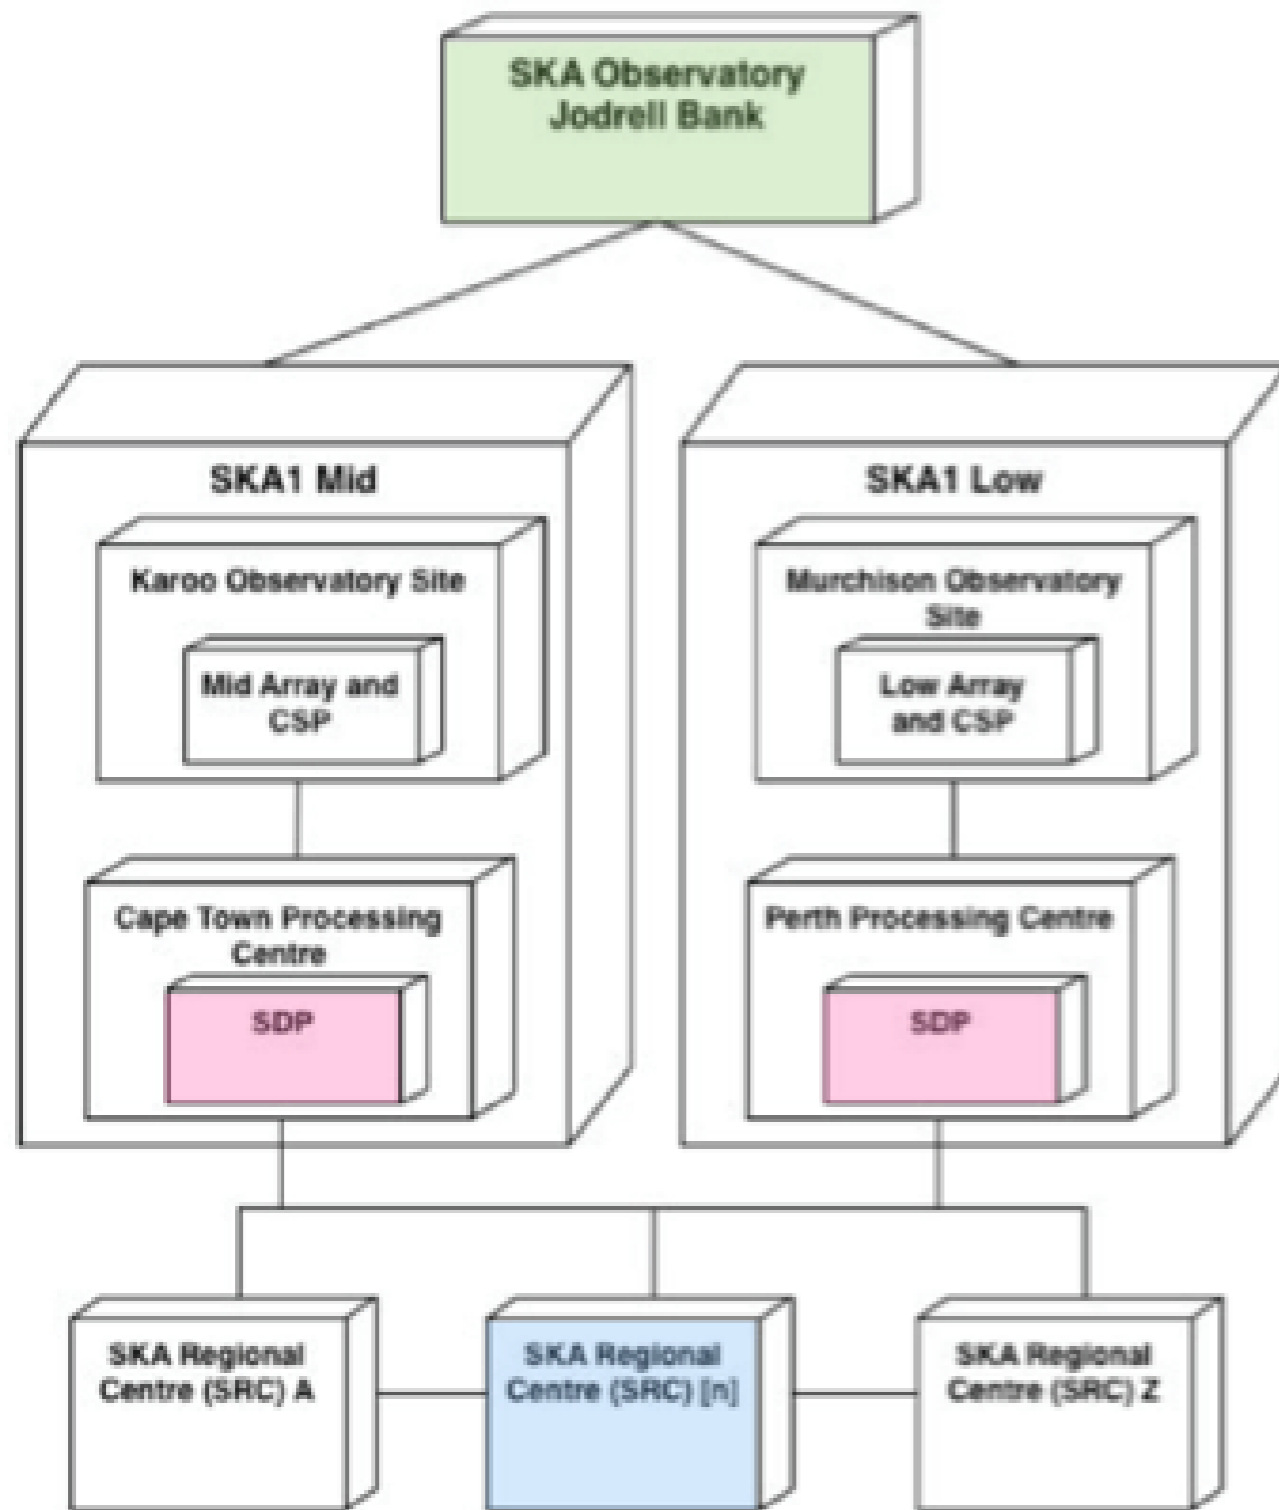 SKA Observatory
Jodrell Bank
SKA1 Mid
Karoo Observatory Site
Mid Array and
CSP
Cape Town Processing
Centre
SDP
SKA1 Low
Murchison Observatory
Site
Low Array
and CSP
Perth Processing Centre
SDP
SKA Regional
Centre (SRC) A
SKA Regional
Centre (SRC) [n]
SKA Regional
Centre (SRC) Z